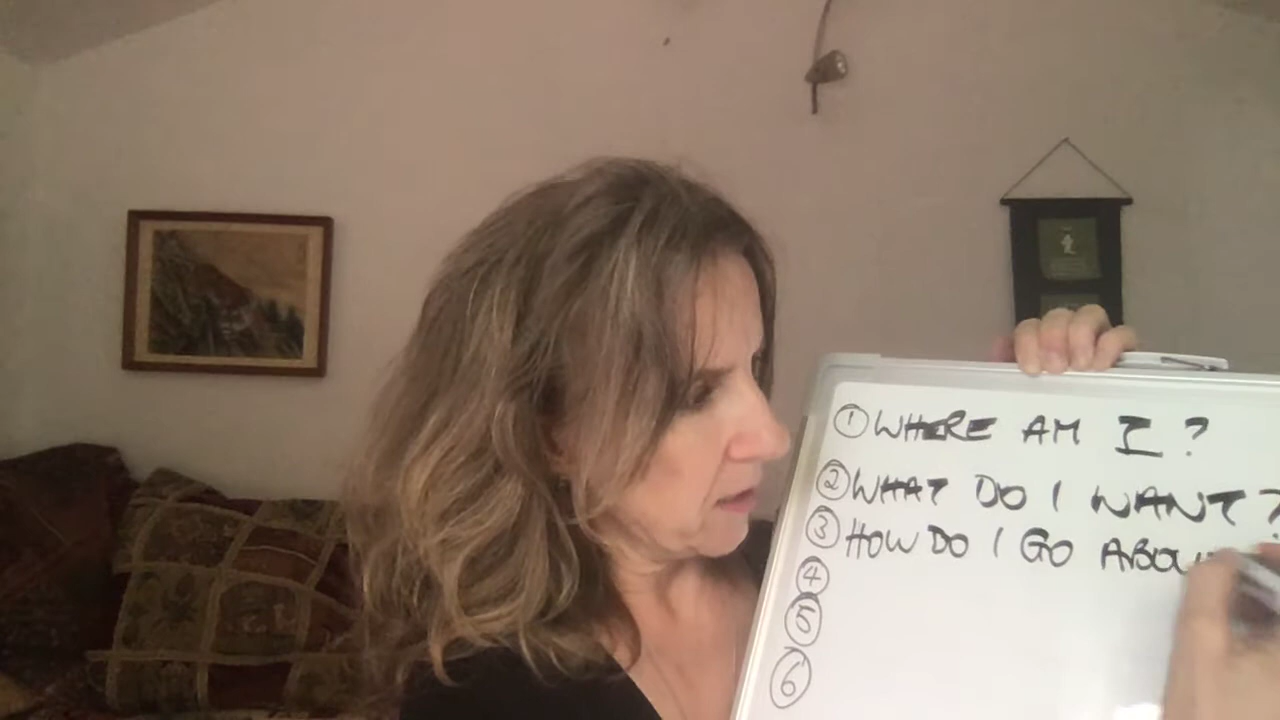 ① WHERE AM I ?
② WHAT DO I WANT?
③ HOW DO I GO
④
⑤
⑥